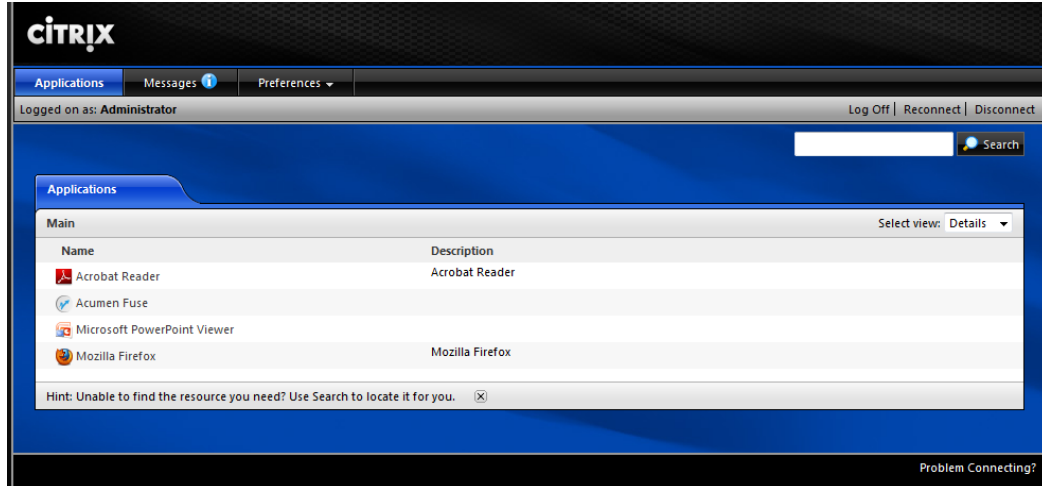 CİTRIX
Applications Messages Preferences
Logged on as: Administrator Log Off | Reconnect | Disconnect
Search
Applications
Main Select view: Details
Name Description
Acrobat Reader Acrobat Reader
Acumen Fuse
Microsoft PowerPoint Viewer
Mozilla Firefox Mozilla Firefox
Hint: Unable to find the resource you need? Use Search to locate it for you.
Problem Connecting?